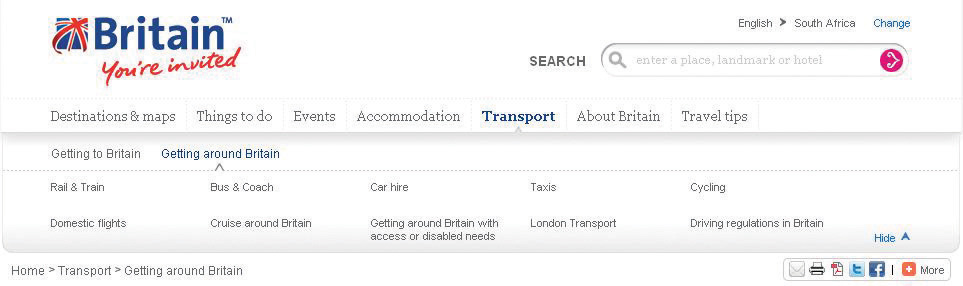 Britain™
You're invited
English > South Africa Change
SEARCH enter a place, landmark or hotel
Destinations & maps Things to do Events Accommodation Transport About Britain Travel tips
Getting to Britain Getting around Britain
Rail & Train Bus & Coach Car hire Taxis Cycling
Domestic flights Cruise around Britain Getting around Britain with London Transport Driving regulations in Britain
access or disabled needs
Hide
Home > Transport > Getting around Britain | More